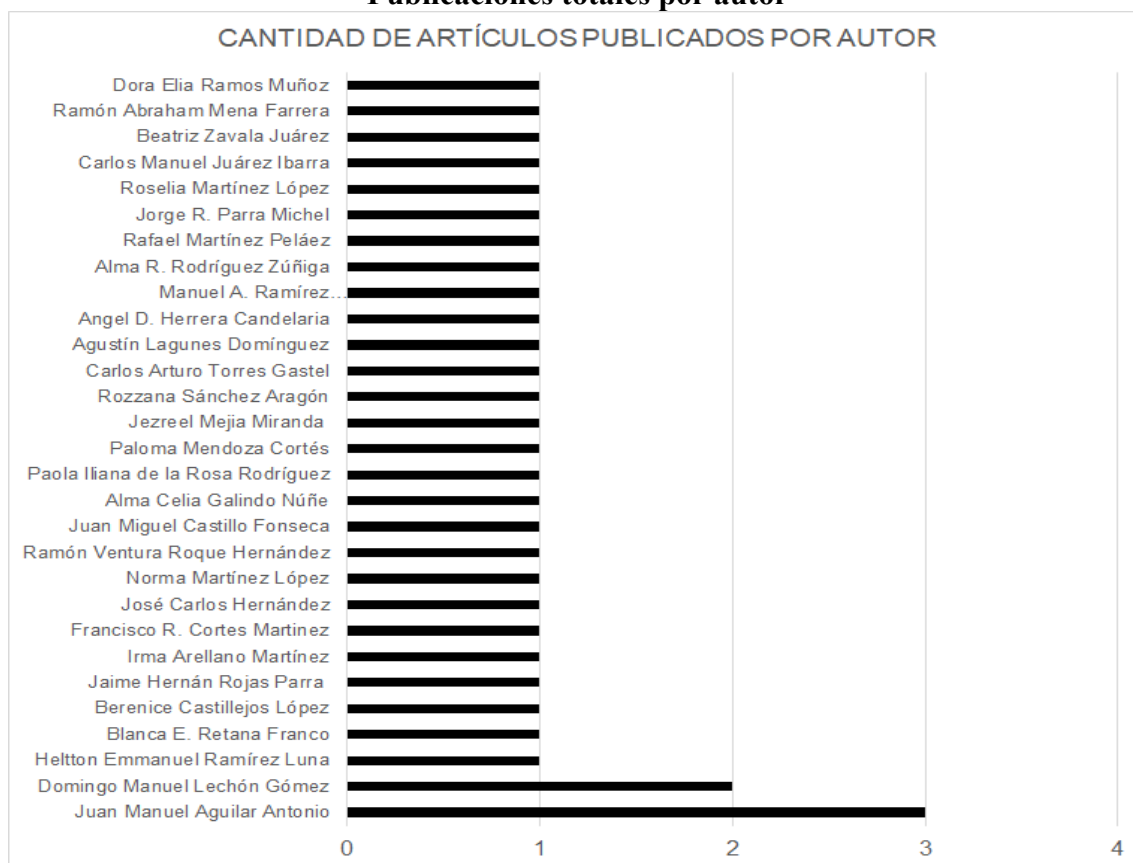 Publicaciones totales por autor
CANTIDAD DE ARTÍCULOS PUBLICADOS POR AUTOR
Dora Elia Ramos Muñoz
Ramón Abraham Mena Farrera
Beatriz Zavala Juárez
Carlos Manuel Juárez Ibarra
Roselia Martínez López
Jorge R. Parra Michel
Rafael Martínez Peláez
Alma R. Rodríguez Zúñiga
Manuel A. Ramírez...
Angel D. Herrera Candelaria
Agustín Lagunes Domínguez
Carlos Arturo Torres Gastel
Rozzana Sánchez Aragón
Jezreel Mejia Miranda
Paloma Mendoza Cortés
Paola Iliana de la Rosa Rodríguez
Alma Celia Galindo Núñe
Juan Miguel Castillo Fonseca
Ramón Ventura Roque Hernández
Norma Martínez López
José Carlos Hernández
Francisco R. Cortes Martinez
Irma Arellano Martínez
Jaime Hernán Rojas Parra
Berenice Castillejos López
Blanca E. Retana Franco
Heltton Emmanuel Ramírez Luna
Domingo Manuel Lechón Gómez
Juan Manuel Aguilar Antonio
0 1 2 3 4